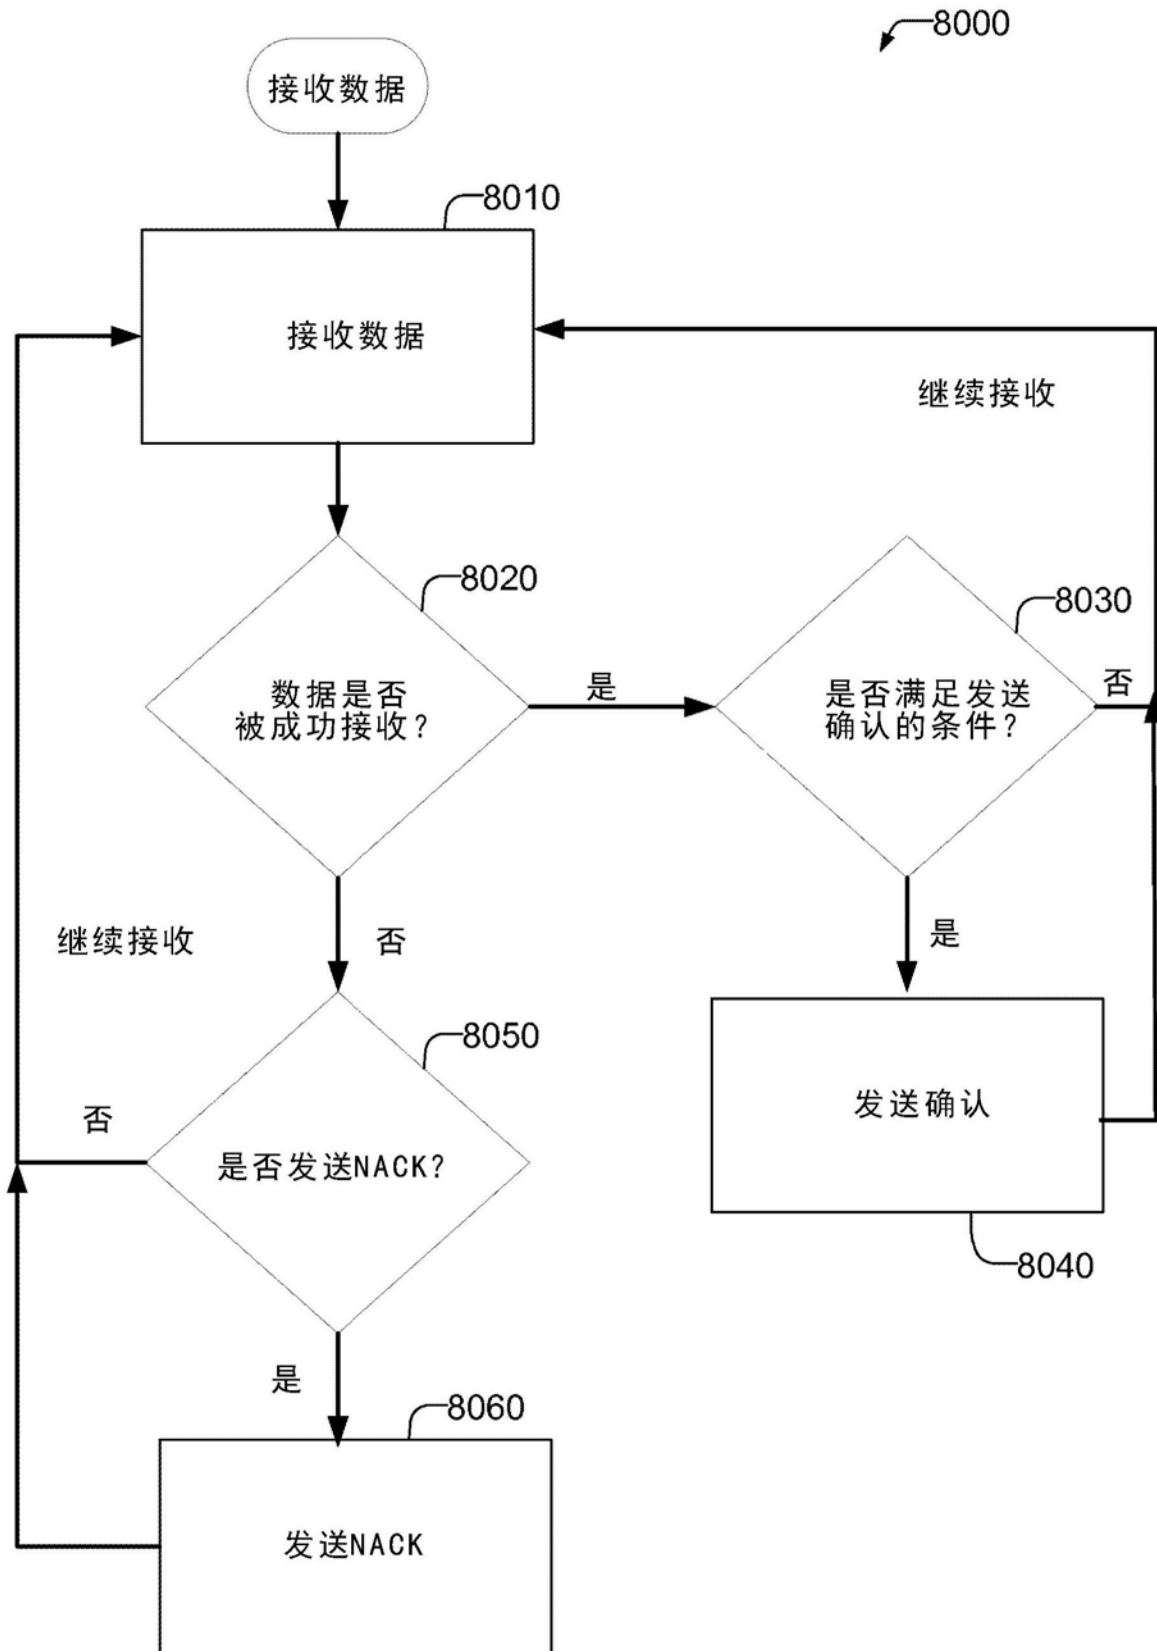 8000
接收数据
8010
接收数据
继续接收
8020
8030
数据是否
被成功接收?
是
是否满足发送
确认的条件?
否
继续接收
否
是
8050
发送确认
否
是否发送NACK?
8040
是
8060
发送NACK